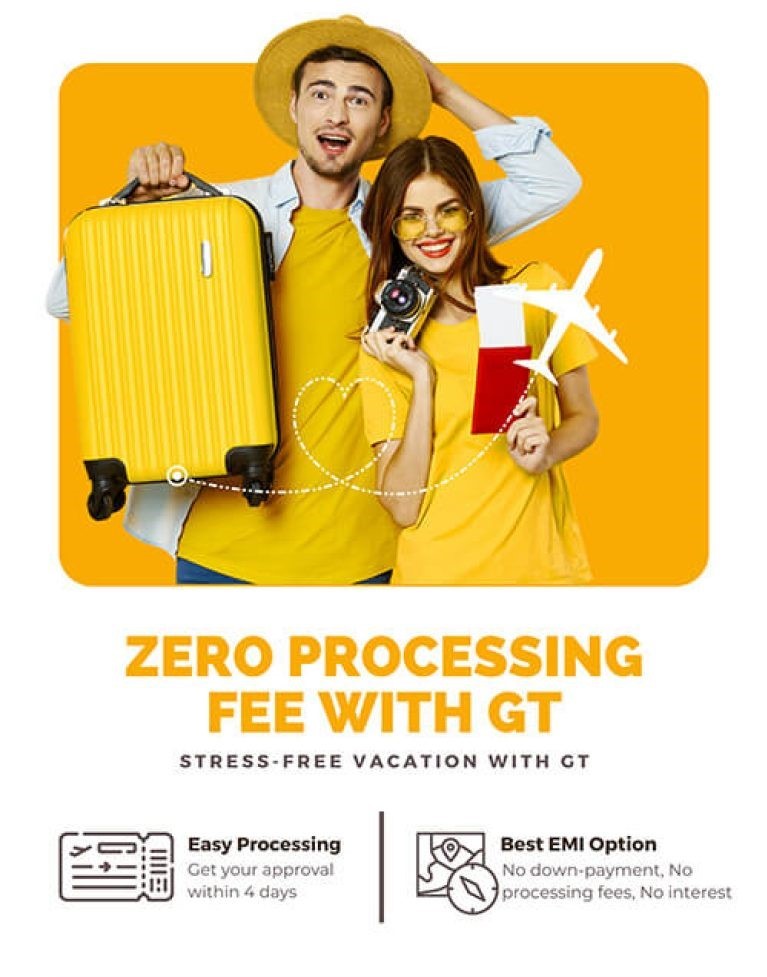 ZERO PROCESSING
FEE WITH GT
STRESS-FREE VACATION WITH GT
Easy Processing
Get your approval
within 4 days
Best EMI Option
No down-payment, No
processing fees, No interest